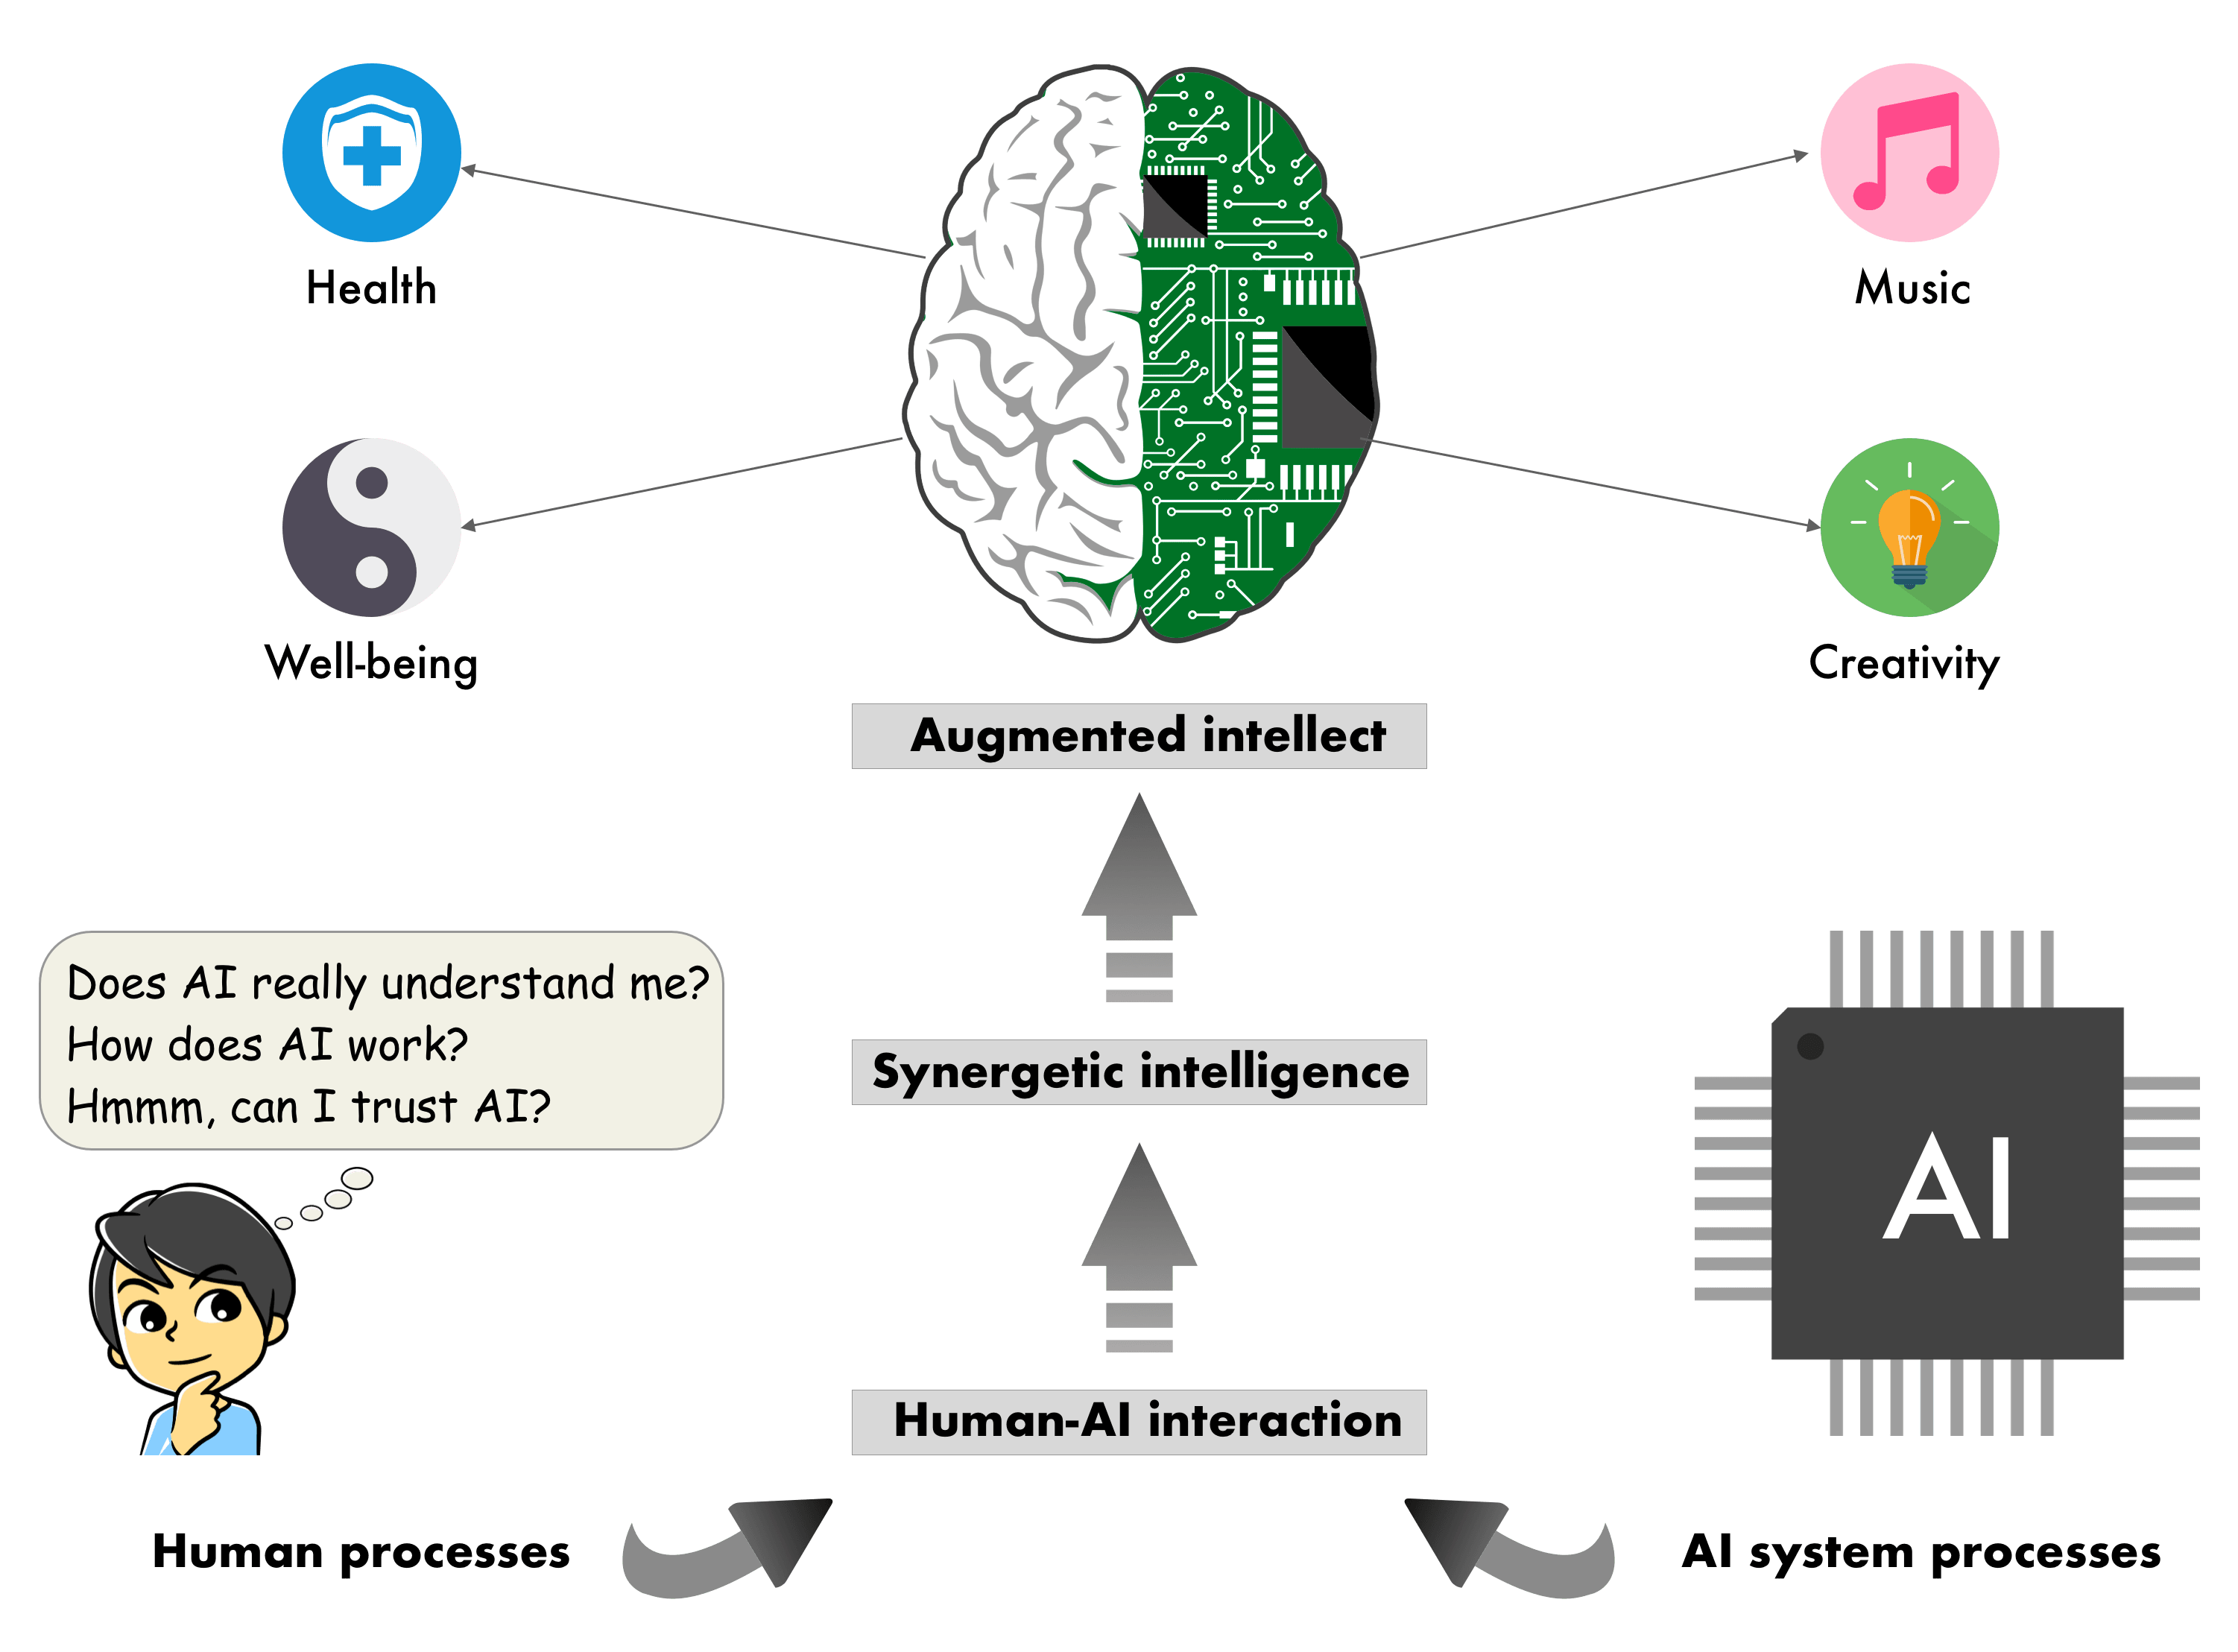 Health
Music
Well-being
Creativity
Augmented intellect
Does AI really understand me?
How does AI work?
Hmmm, can I trust AI?
Synergetic intelligence
AI
Human-AI interaction
Human processes
AI system processes